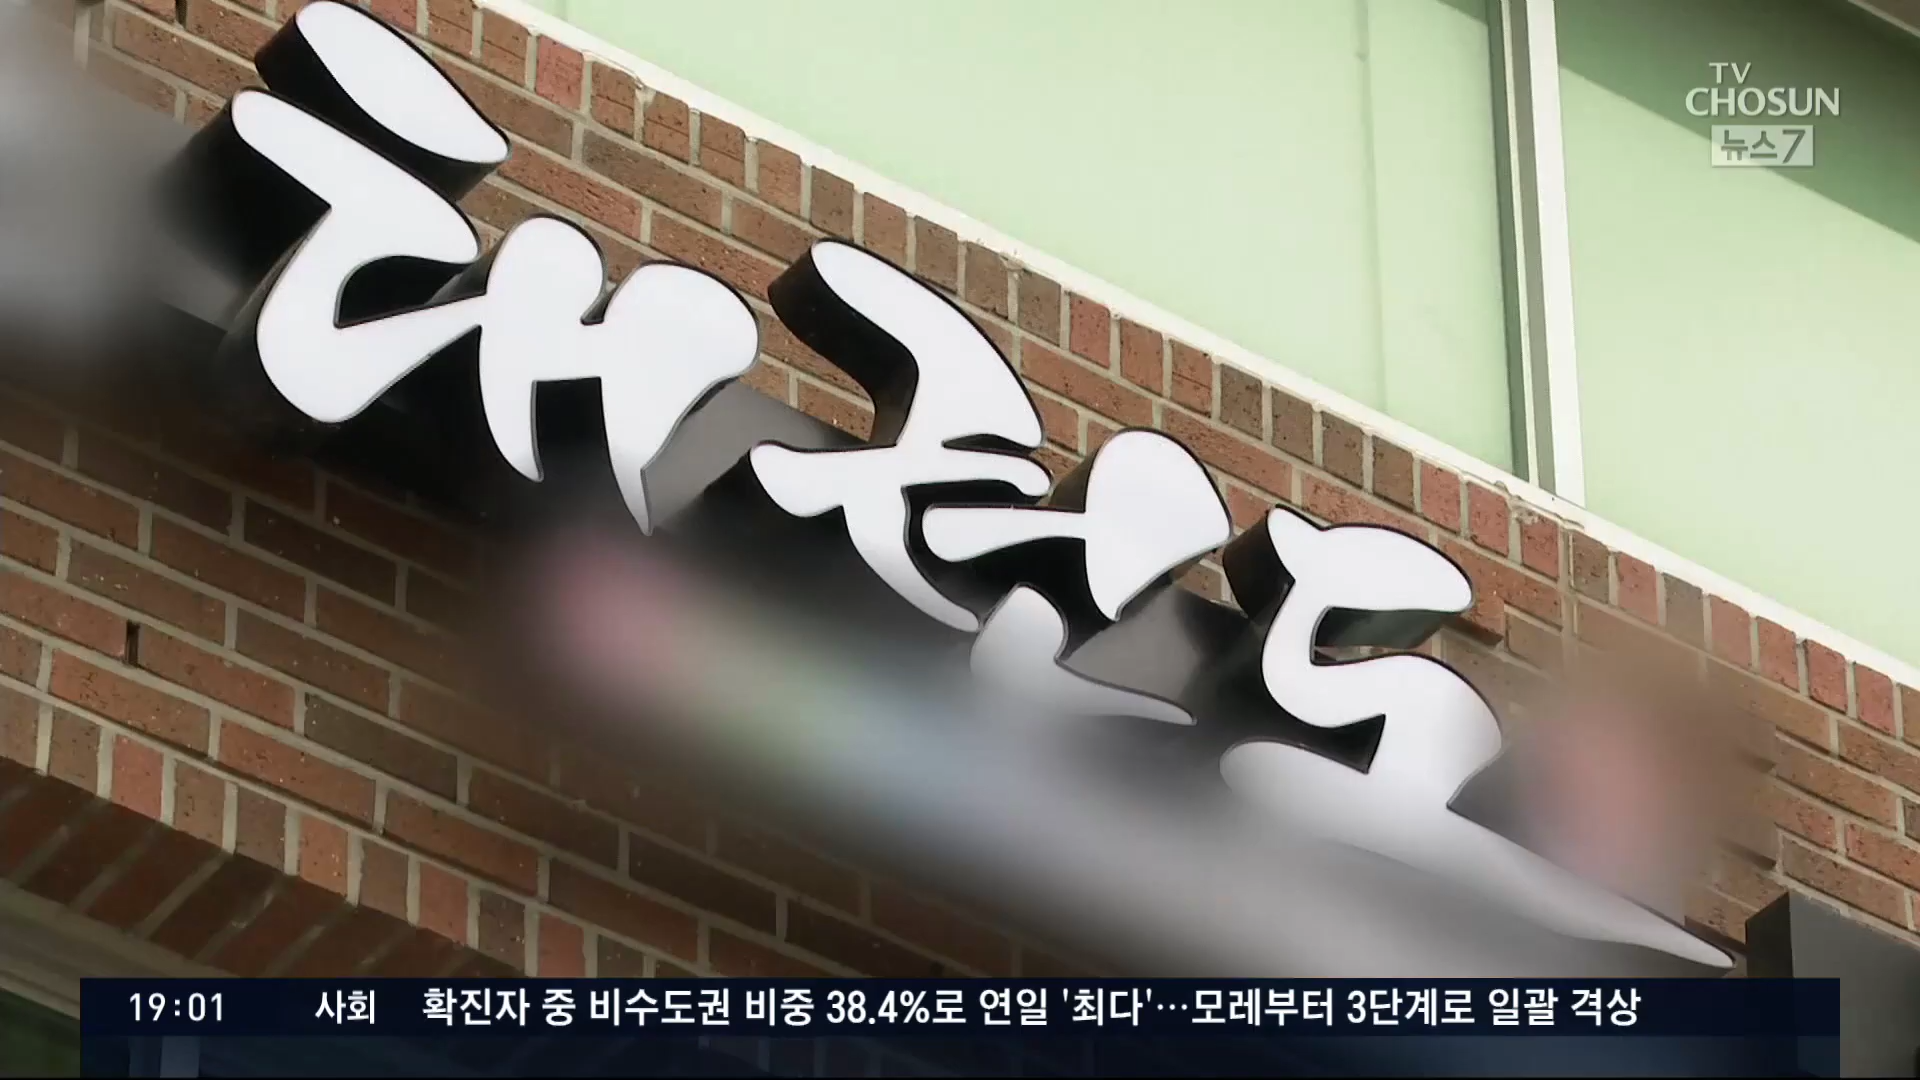 해전도
TV
CHOSUN
뉴스7
19:01 사회 확진자 중 비수도권 비중 38.4%로 연일 '최다'…모레부터 3단계로 일괄 격상